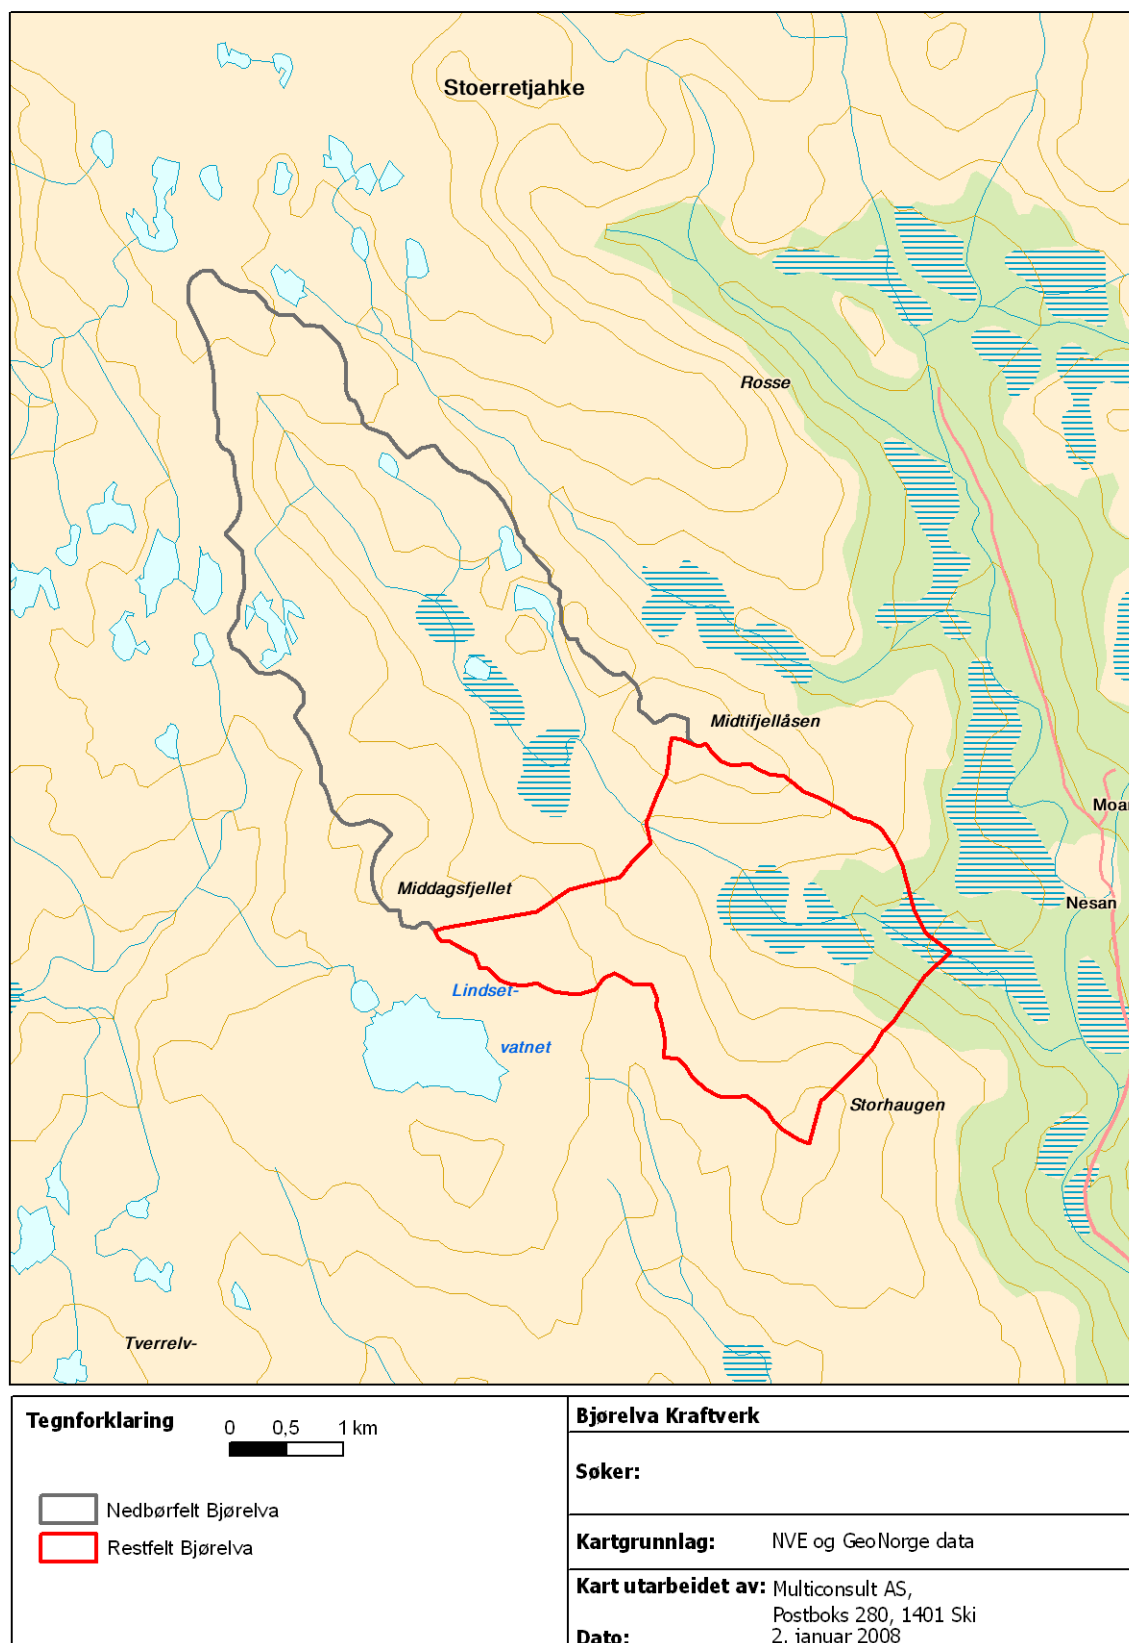 Stoerretjahke
Rosse
Midtifjellåsen
Moar
Middagsfjellet
Nesan
Lindset-
vatnet
Storhaugen
Tverrelv-
Tegnforklaring
0 0,5 1 km
Nedbørfelt Bjørelva
Restfelt Bjørelva
Bjørelva Kraftverk
Søker:
Kartgrunnlag: NVE og GeoNorge data
Kart utarbeidet av: Multiconsult AS,
Postboks 280, 1401 Ski
Dato: 2. januar 2008